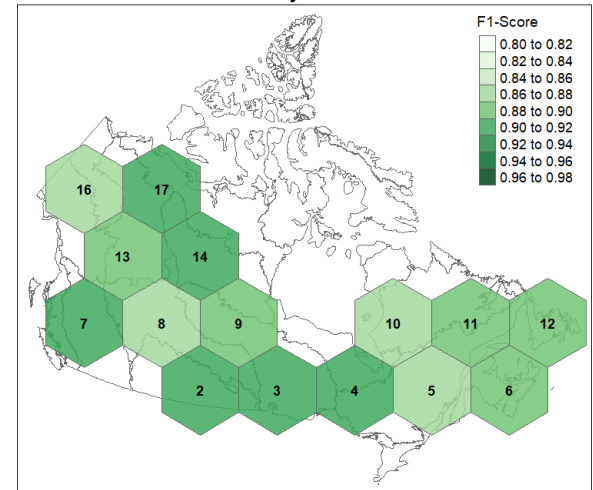 F1-Score
0.80 to 0.82
0.82 to 0.84
0.84 to 0.86
0.86 to 0.88
0.88 to 0.90
0.90 to 0.92
0.92 to 0.94
0.94 to 0.96
0.96 to 0.98
16 17
13 14
7 8 9 10 11 12
2 3 4 5 6